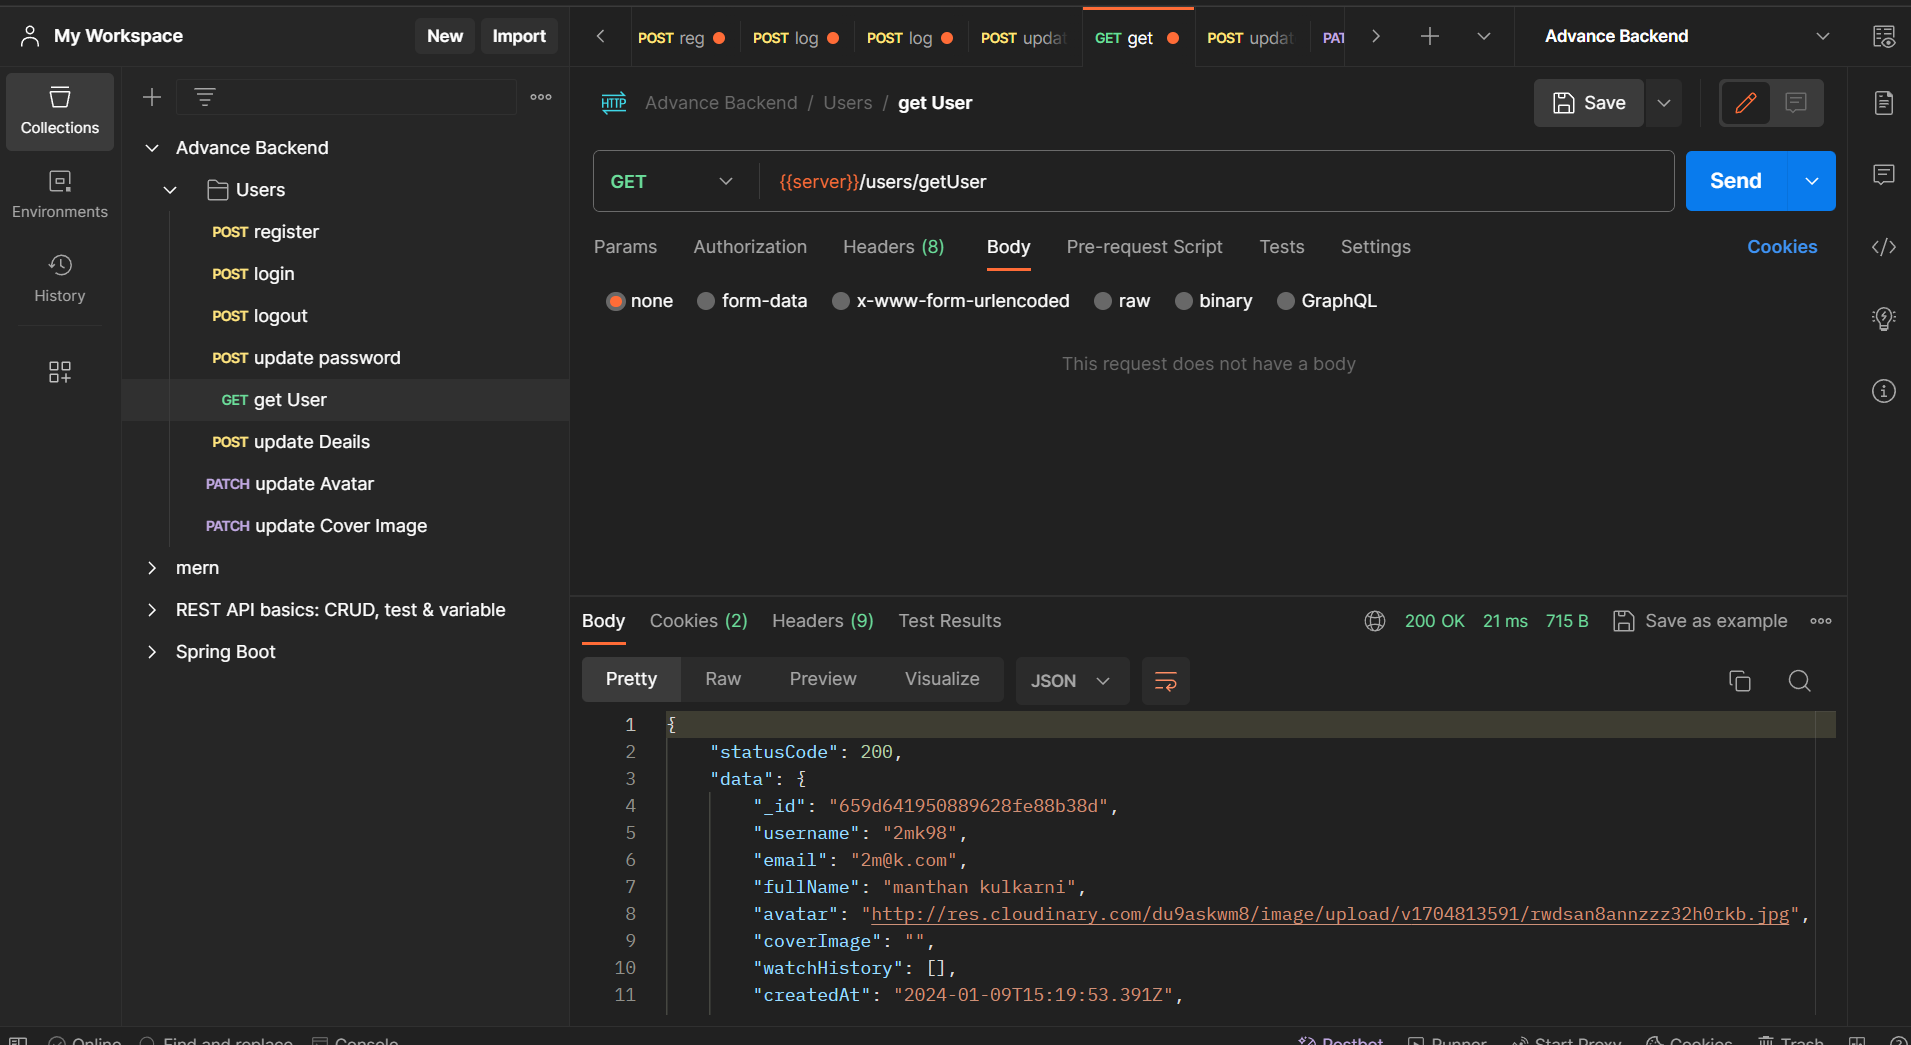 My Workspace
New
Import
POST reg
POST log
POST log
POST updat
GET get
POST updat
PAT
Advance Backend
Collections
Environments
History
Advance Backend
Users
POST register
POST login
POST logout
POST update password
GET get User
POST update Deails
PATCH update Avatar
PATCH update Cover Image
mern
REST API basics: CRUD, test & variable
Spring Boot
HTTP Advance Backend / Users / get User
Save
GET {{server}}/users/getUser
Send
Params Authorization Headers (8) Body Pre-request Script Tests Settings Cookies
none form-data x-www-form-urlencoded raw binary GraphQL
This request does not have a body
Body Cookies (2) Headers (9) Test Results 200 OK 21 ms 715 B Save as example
Pretty Raw Preview Visualize JSON
1 {
2 "statusCode": 200,
3 "data": {
4 "_id": "659d641950889628fe88b38d",
5 "username": "2mk98",
6 "email": "2m@k.com",
7 "fullName": "manthan kulkarni",
8 "avatar": "http://res.cloudinary.com/du9askwm8/image/upload/v1704813591/rwdsan8annzzz32h0rkb.jpg",
9 "coverImage": "",
10 "watchHistory": [],
11 "createdAt": "2024-01-09T15:19:53.391Z",
Online Find and replace Console Postbot Runner Start Proxy Cookies Trash